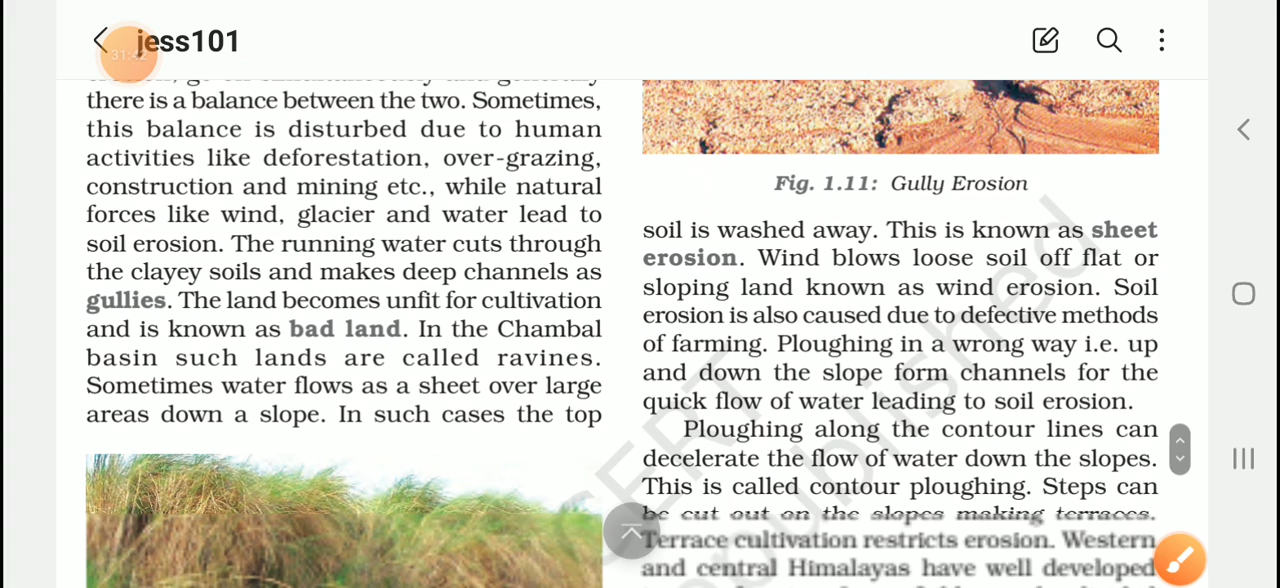 jess101
there is a balance between the two. Sometimes,
this balance is disturbed due to human
activities like deforestation, over-grazing,
construction and mining etc., while natural
forces like wind, glacier and water lead to
soil erosion. The running water cuts through
the clayey soils and makes deep channels as
gullies. The land becomes unfit for cultivation
and is known as bad land. In the Chambal
basin such lands are called ravines.
Sometimes water flows as a sheet over large
areas down a slope. In such cases the top
Fig. 1.11: Gully Erosion
soil is washed away. This is known as sheet
erosion. Wind blows loose soil off flat or
sloping land known as wind erosion. Soil
erosion is also caused due to defective methods
of farming. Ploughing in a wrong way i.e. up
and down the slope form channels for the
quick flow of water leading to soil erosion.
Ploughing along the contour lines can
decelerate the flow of water down the slopes.
This is called contour ploughing. Steps can
be cut out on the slopes making terraces.
Terrace cultivation restricts erosion. Western
and central Himalayas have well developed